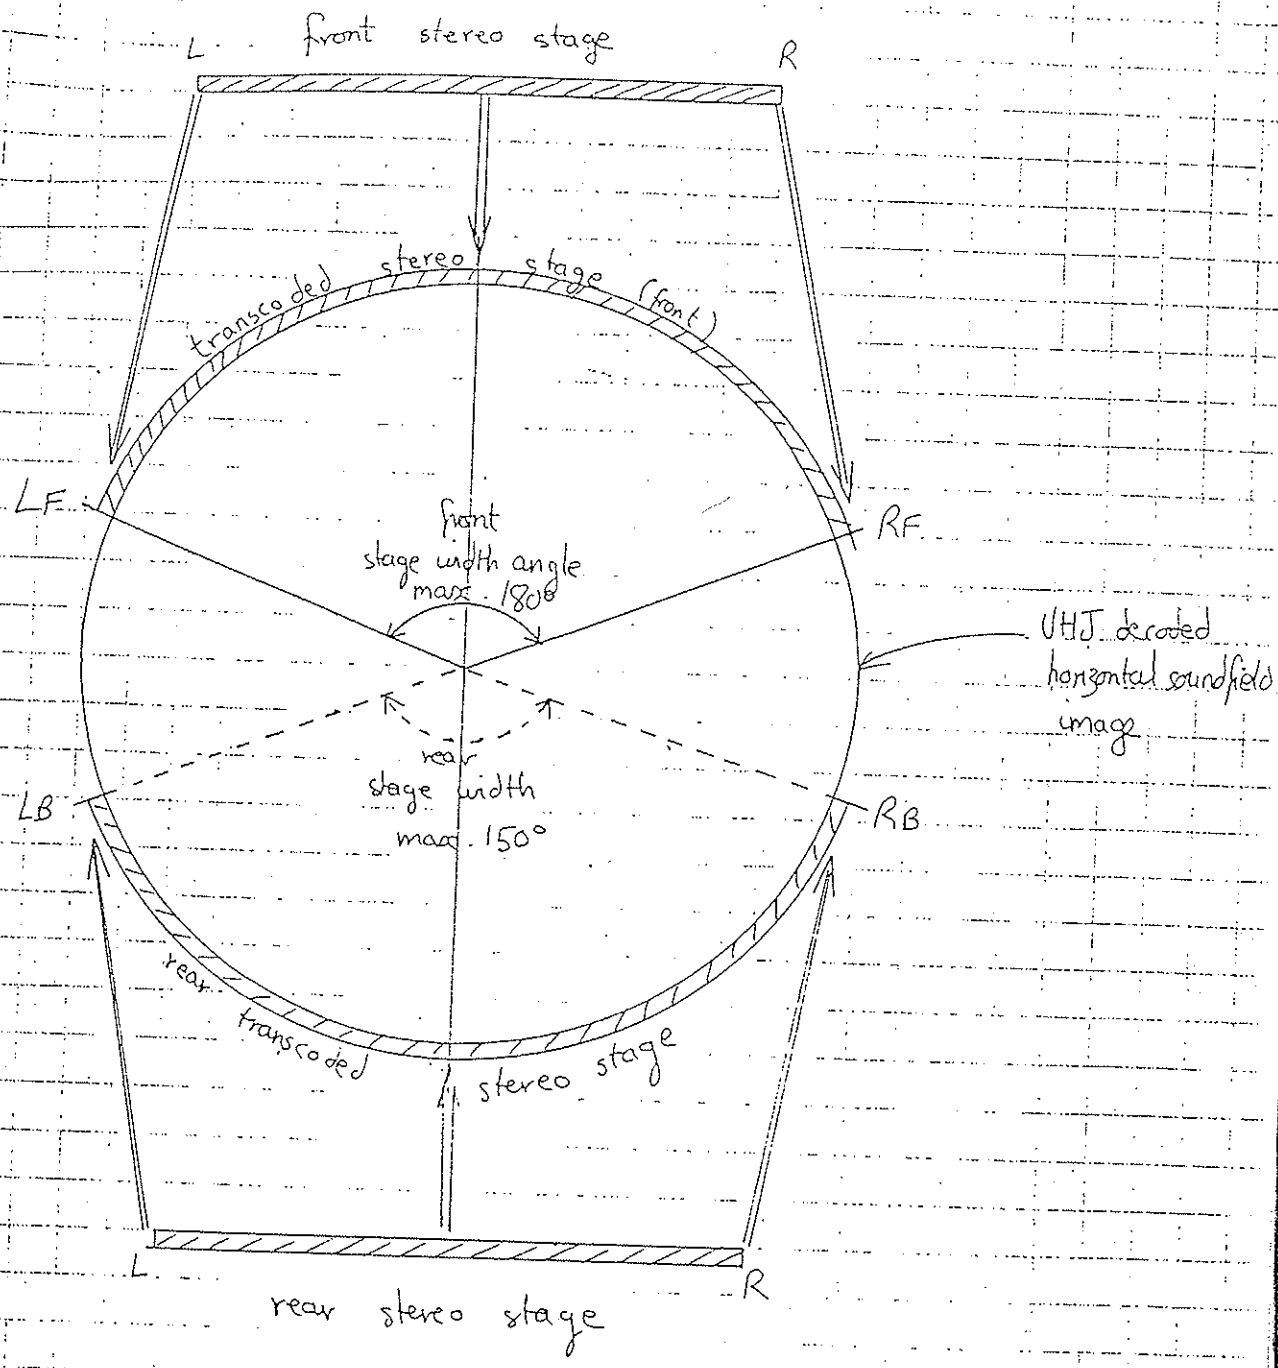 front stereo stage
L
R
transcoded stereo stage (front)
LF
RF
front
stage width angle
max. 180°
UHJ decoded
horizontal soundfield
image
rear
stage width
max. 150°
LB
RB
rear transcoded stereo stage
L
R
rear stereo stage